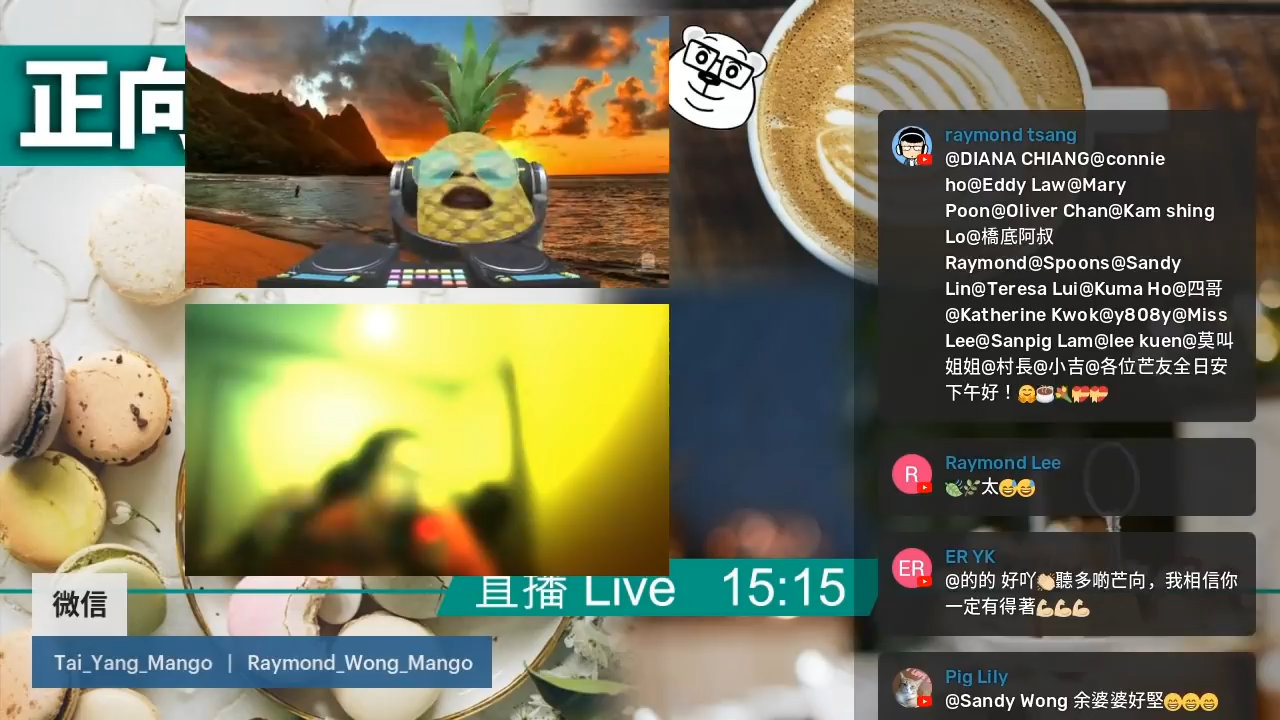 正向
raymond tsang
@DIANA CHIANG@connie
ho@Eddy Law@Mary
Poon@Oliver Chan@Kam shing
Lo@橋底阿叔
Raymond@Spoons@Sandy
Lin@Teresa Lui@Kuma Ho@四哥
@Katherine Kwok@y808y@Miss
Lee@Sanpig Lam@lee kuen@莫叫
姐姐@村長@小吉@各位芒友全日安
下午好！🤗☕💐💝💝
Raymond Lee
R
🍃🌿太😅😅
ER YK
ER
@的的 好吖👏🏻聽多啲芒向，我相信你
一定有得著💪🏻💪🏻💪🏻
Pig Lily
@Sandy Wong 余婆婆好堅😁😁😁
直播 Live 15:15
微信
Tai_Yang_Mango | Raymond_Wong_Mango